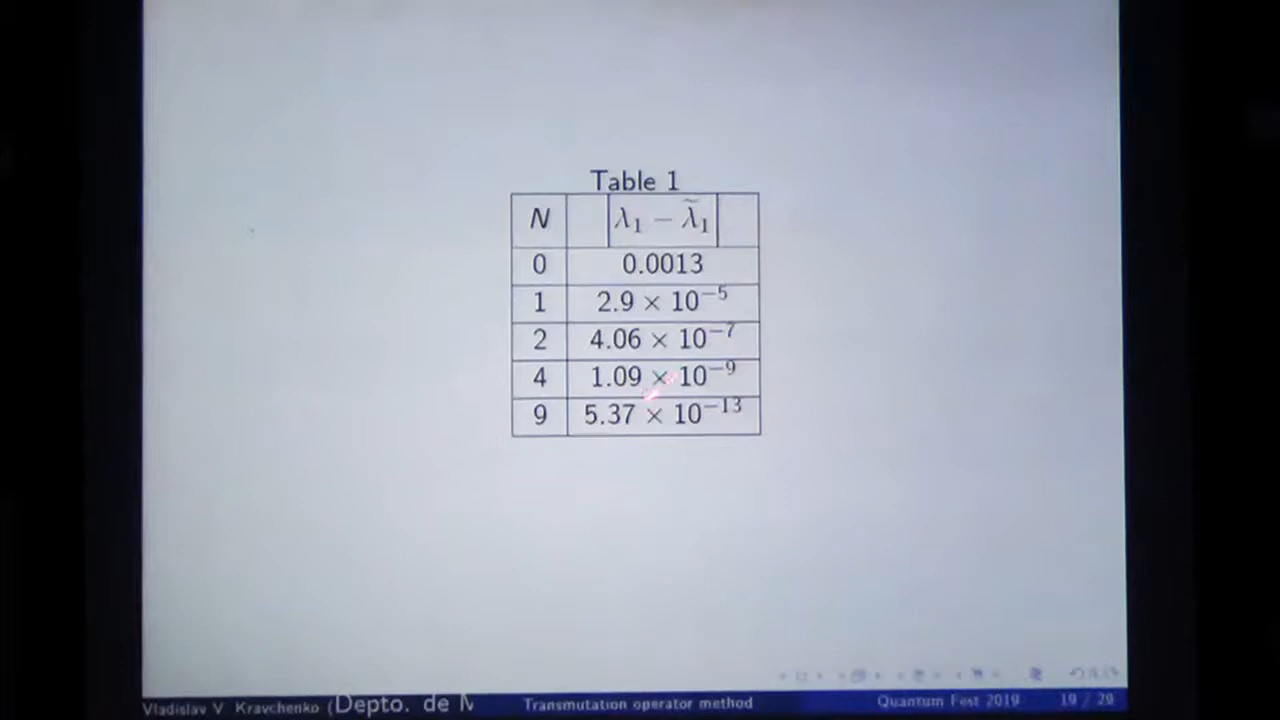 Table 1
N |λ₁ − λ̃₁|
0 0.0013
1 2.9 × 10⁻⁵
2 4.06 × 10⁻⁷
4 1.09 × 10⁻⁹
9 5.37 × 10⁻¹³
Vladislav V. Kravchenko (Depto. de M Transmutation operator method Quantum Fest 2019 19 / 29